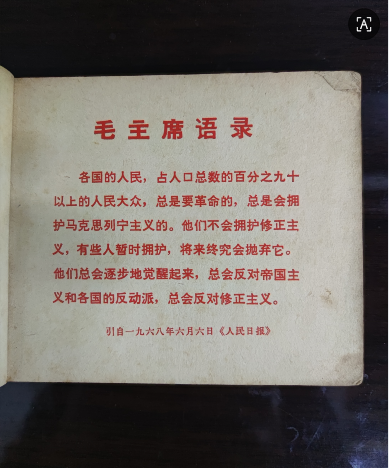 毛主席语录
各国的人民，占人口总数的百分之九十
以上的人民大众，总是要革命的，总是会拥
护马克思列宁主义的。他们不会拥护修正主
义，有些人暂时拥护，将来终究会抛弃它。
他们总会逐步地觉醒起来，总会反对帝国主
义和各国的反动派，总会反对修正主义。
引自一九六八年六月六日《人民日报》